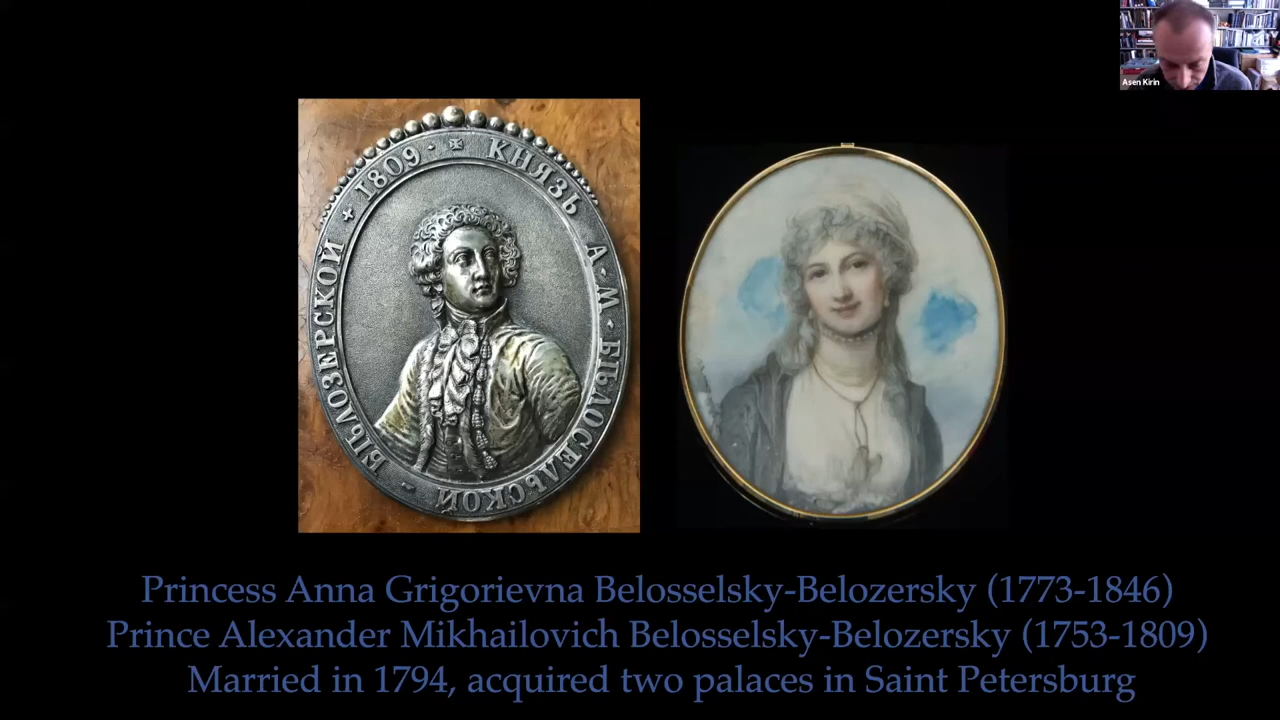 Asen Kirin
+ 1809 · ✠ КНЯЗЬ А·М·БѢЛОСЕЛЬСКОЙ - БѢЛОЗЕРСКОЙ
Princess Anna Grigorievna Belosselsky-Belozersky (1773-1846)
Prince Alexander Mikhailovich Belosselsky-Belozersky (1753-1809)
Married in 1794, acquired two palaces in Saint Petersburg